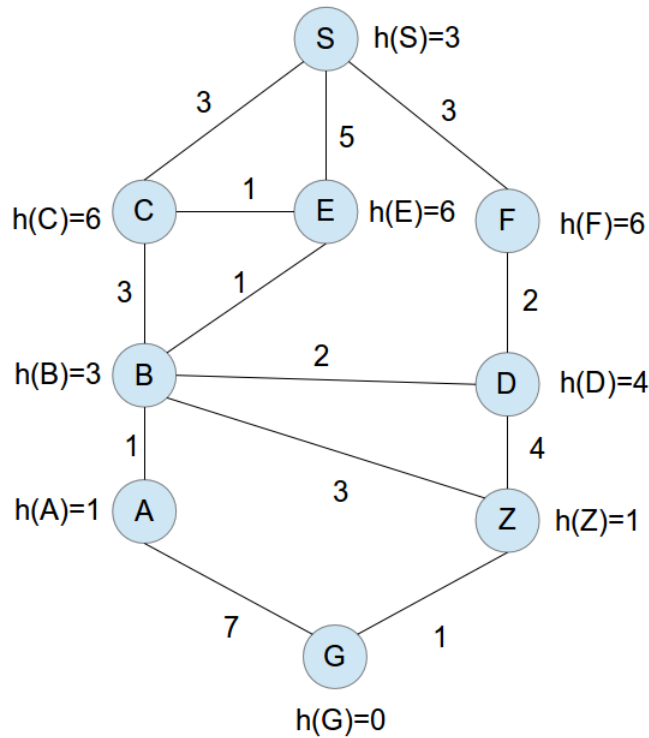 S h(S)=3
3 5 3
h(C)=6 C 1 E h(E)=6 F h(F)=6
3 1 2
h(B)=3 B 2 D h(D)=4
1 3 4
h(A)=1 A Z h(Z)=1
7 G 1
h(G)=0